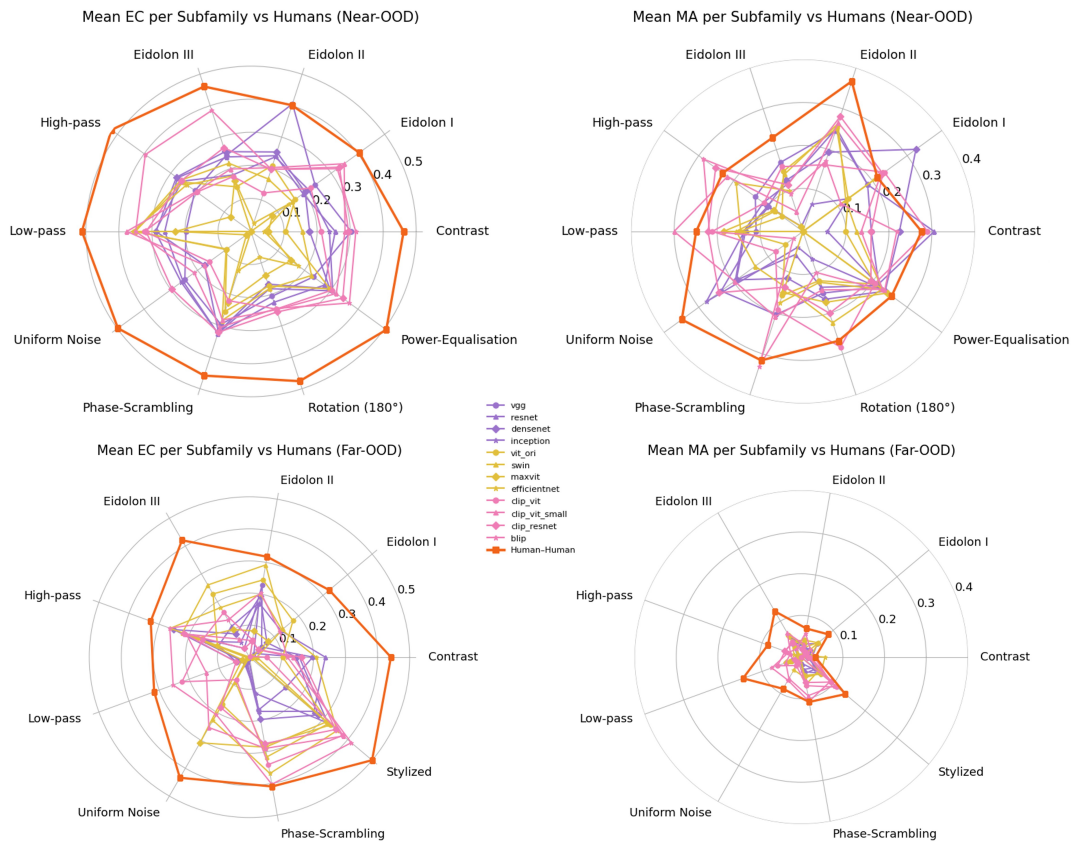 Mean EC per Subfamily vs Humans (Near-OOD)
Eidolon III
Eidolon II
High-pass
Eidolon I
0.5
0.4
0.3
0.2
0.1
Low-pass
Contrast
Uniform Noise
Power-Equalisation
Phase-Scrambling
Rotation (180°)
Mean MA per Subfamily vs Humans (Near-OOD)
Eidolon III
Eidolon II
High-pass
Eidolon I
0.4
0.3
0.2
0.1
Low-pass
Contrast
Uniform Noise
Power-Equalisation
Phase-Scrambling
Rotation (180°)
vgg
resnet
densenet
inception
vit_ori
swin
maxvit
efficientnet
clip_vit
clip_vit_small
clip_resnet
blip
Human–Human
Mean EC per Subfamily vs Humans (Far-OOD)
Eidolon II
Eidolon III
Eidolon I
High-pass
0.5
0.4
0.3
0.2
0.1
Contrast
Low-pass
Stylized
Uniform Noise
Phase-Scrambling
Mean MA per Subfamily vs Humans (Far-OOD)
Eidolon II
Eidolon III
Eidolon I
High-pass
0.4
0.3
0.2
0.1
Contrast
Low-pass
Stylized
Uniform Noise
Phase-Scrambling